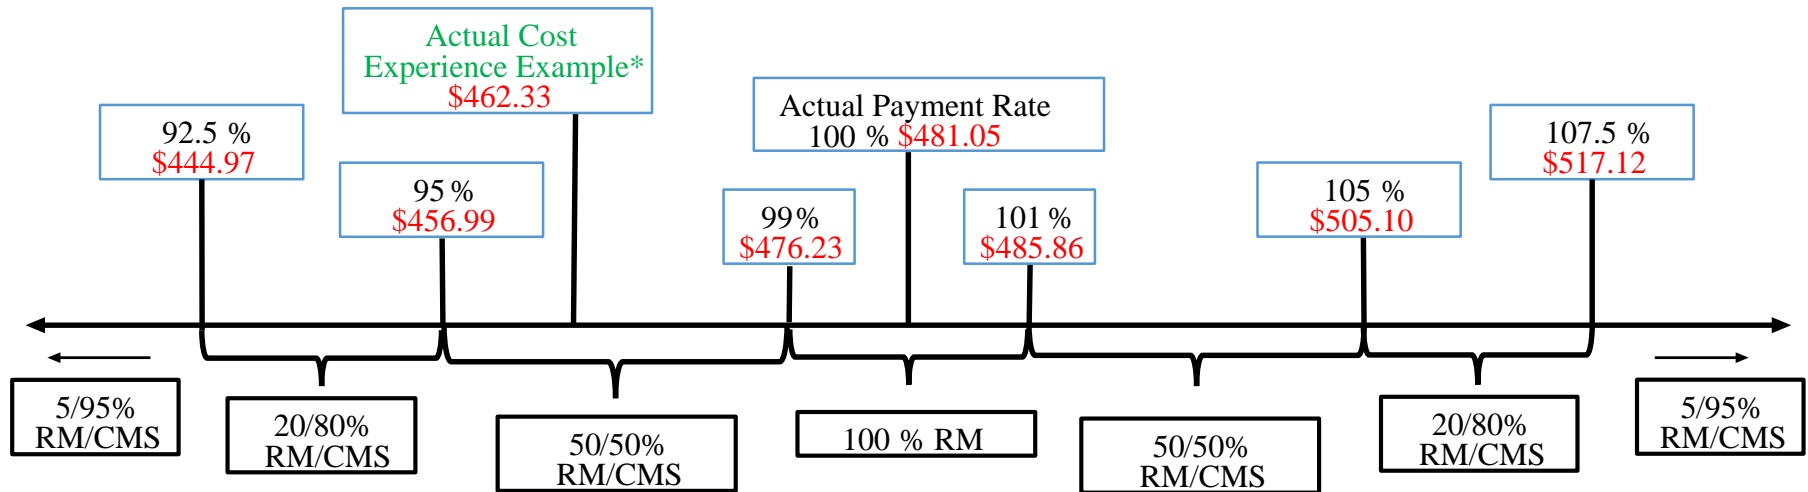 Actual Cost
Experience Example*
$462.33
Actual Payment Rate
100 % $481.05
92.5 %
$444.97
95 %
$456.99
99%
$476.23
101 %
$485.86
105 %
$505.10
107.5 %
$517.12
5/95%
RM/CMS
20/80%
RM/CMS
50/50%
RM/CMS
100 % RM
50/50%
RM/CMS
20/80%
RM/CMS
5/95%
RM/CMS